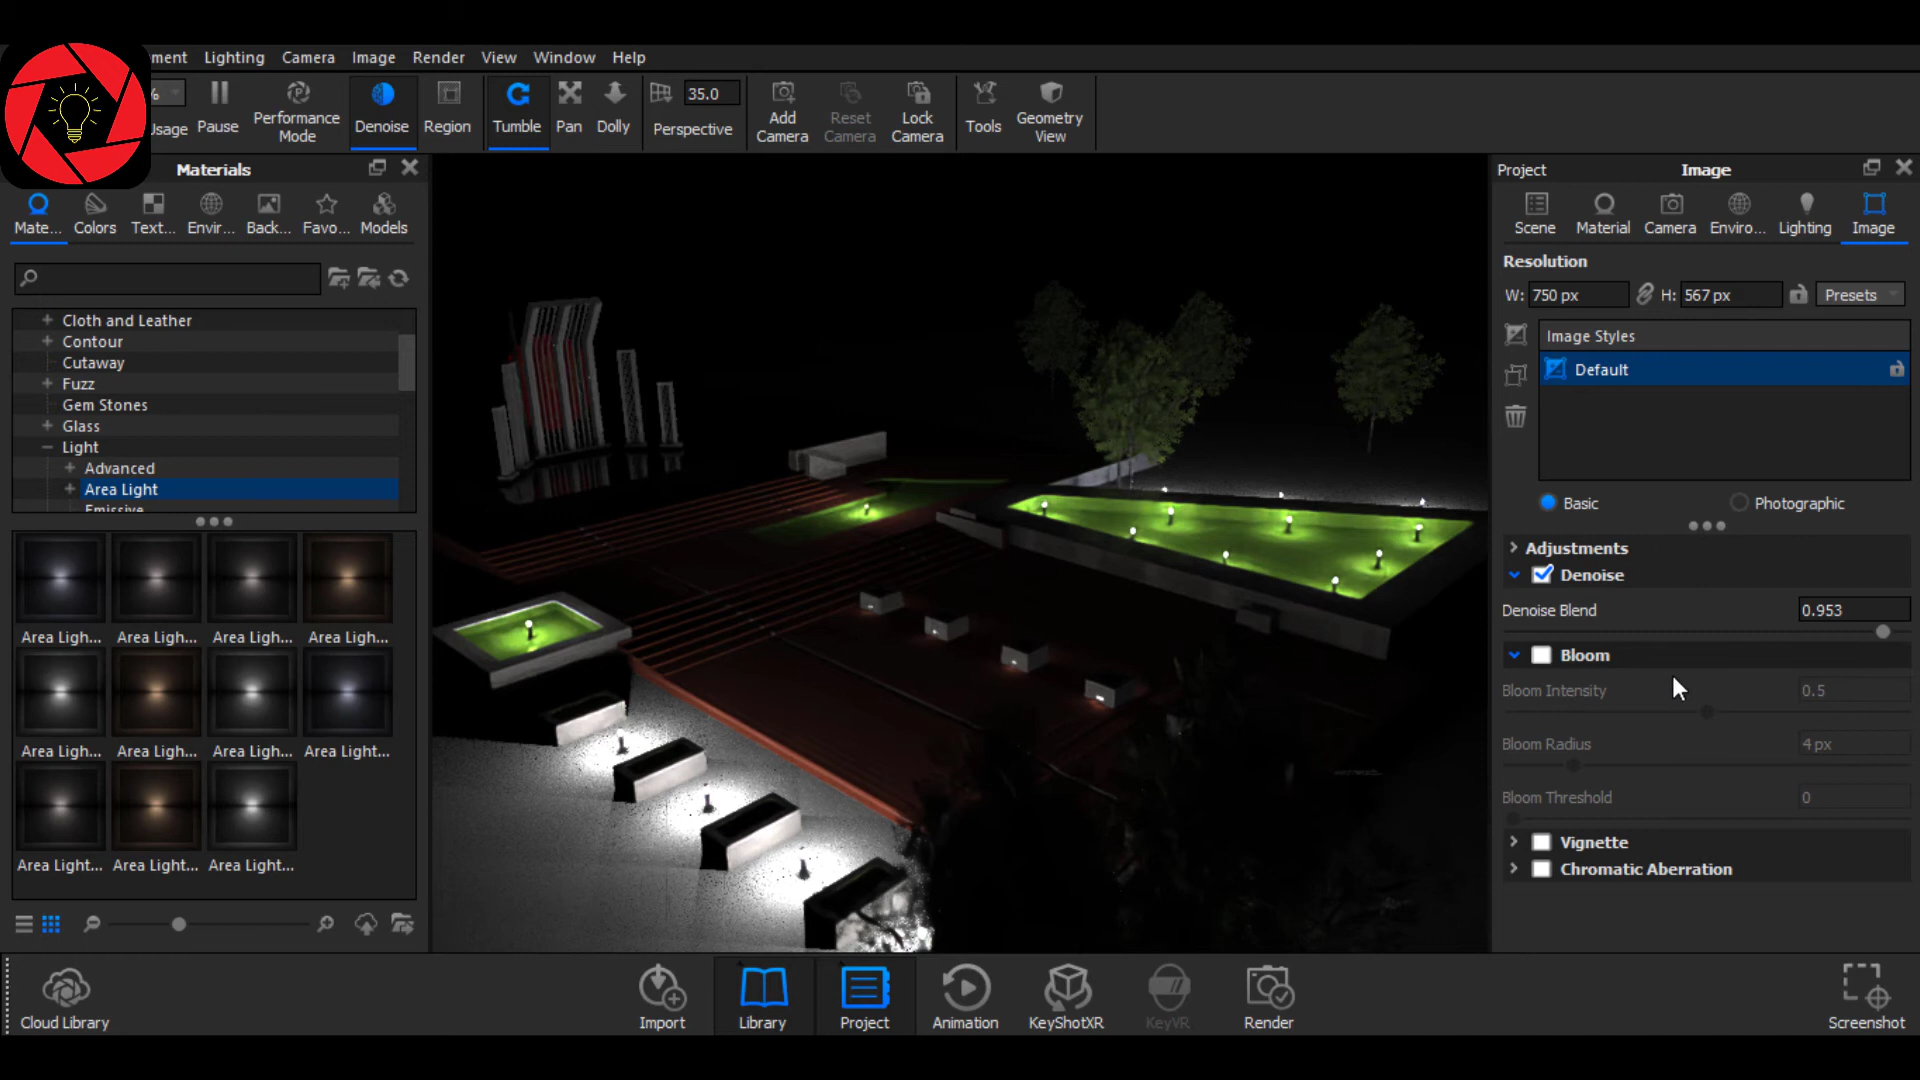 ment Lighting Camera Image Render View Window Help
%
35.0
Usage Pause Performance Mode Denoise Region Tumble Pan Dolly Perspective Add Camera Reset Camera Lock Camera Tools Geometry View
Materials
Project Image
Mate... Colors Text... Envir... Back... Favo... Models
Scene Material Camera Enviro... Lighting Image
Resolution
W: 750 px H: 567 px Presets
Cloth and Leather
Contour
Cutaway
Fuzz
Gem Stones
Glass
Light
Advanced
Area Light
Emissive
Image Styles
Default
Basic Photographic
Adjustments
Denoise
Denoise Blend 0.953
Bloom
Bloom Intensity 0.5
Bloom Radius 4 px
Bloom Threshold 0
Vignette
Chromatic Aberration
Area Ligh... Area Ligh... Area Ligh... Area Ligh...
Area Ligh... Area Ligh... Area Ligh... Area Light...
Area Light... Area Light... Area Light...
Cloud Library Import Library Project Animation KeyShotXR KeyVR Render Screenshot